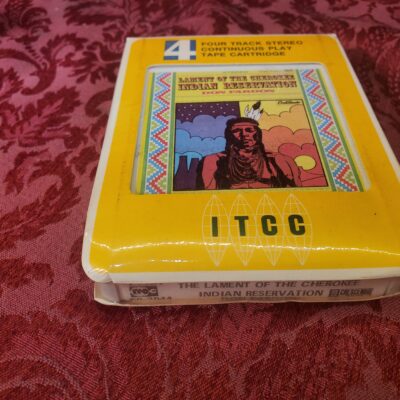 4
FOUR TRACK STEREO
CONTINUOUS PLAY
TAPE CARTRIDGE
LAMENT OF THE CHEROKEE
INDIAN RESERVATION
DON FARDON
ITCC
THE LAMENT OF THE CHEROKEE
INDIAN RESERVATION